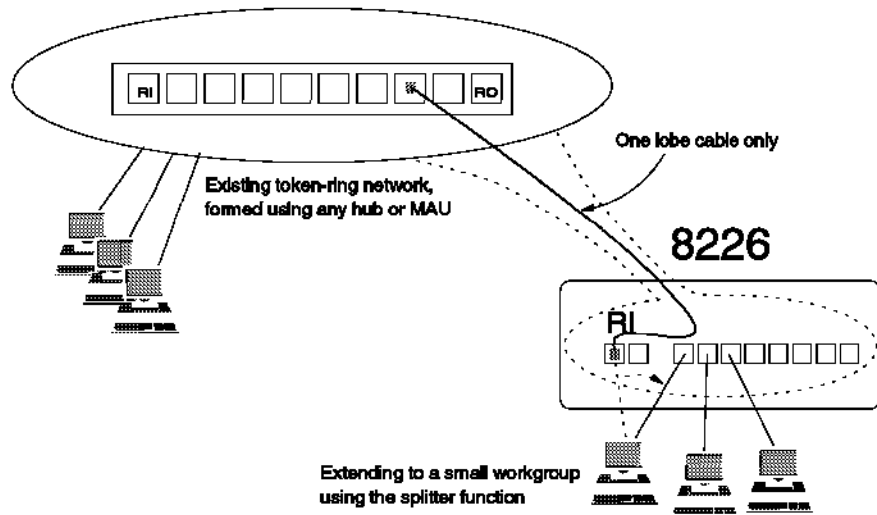 RI
RO
One lobe cable only
Existing token-ring network,
formed using any hub or MAU
8226
RI
Extending to a small workgroup
using the splitter function